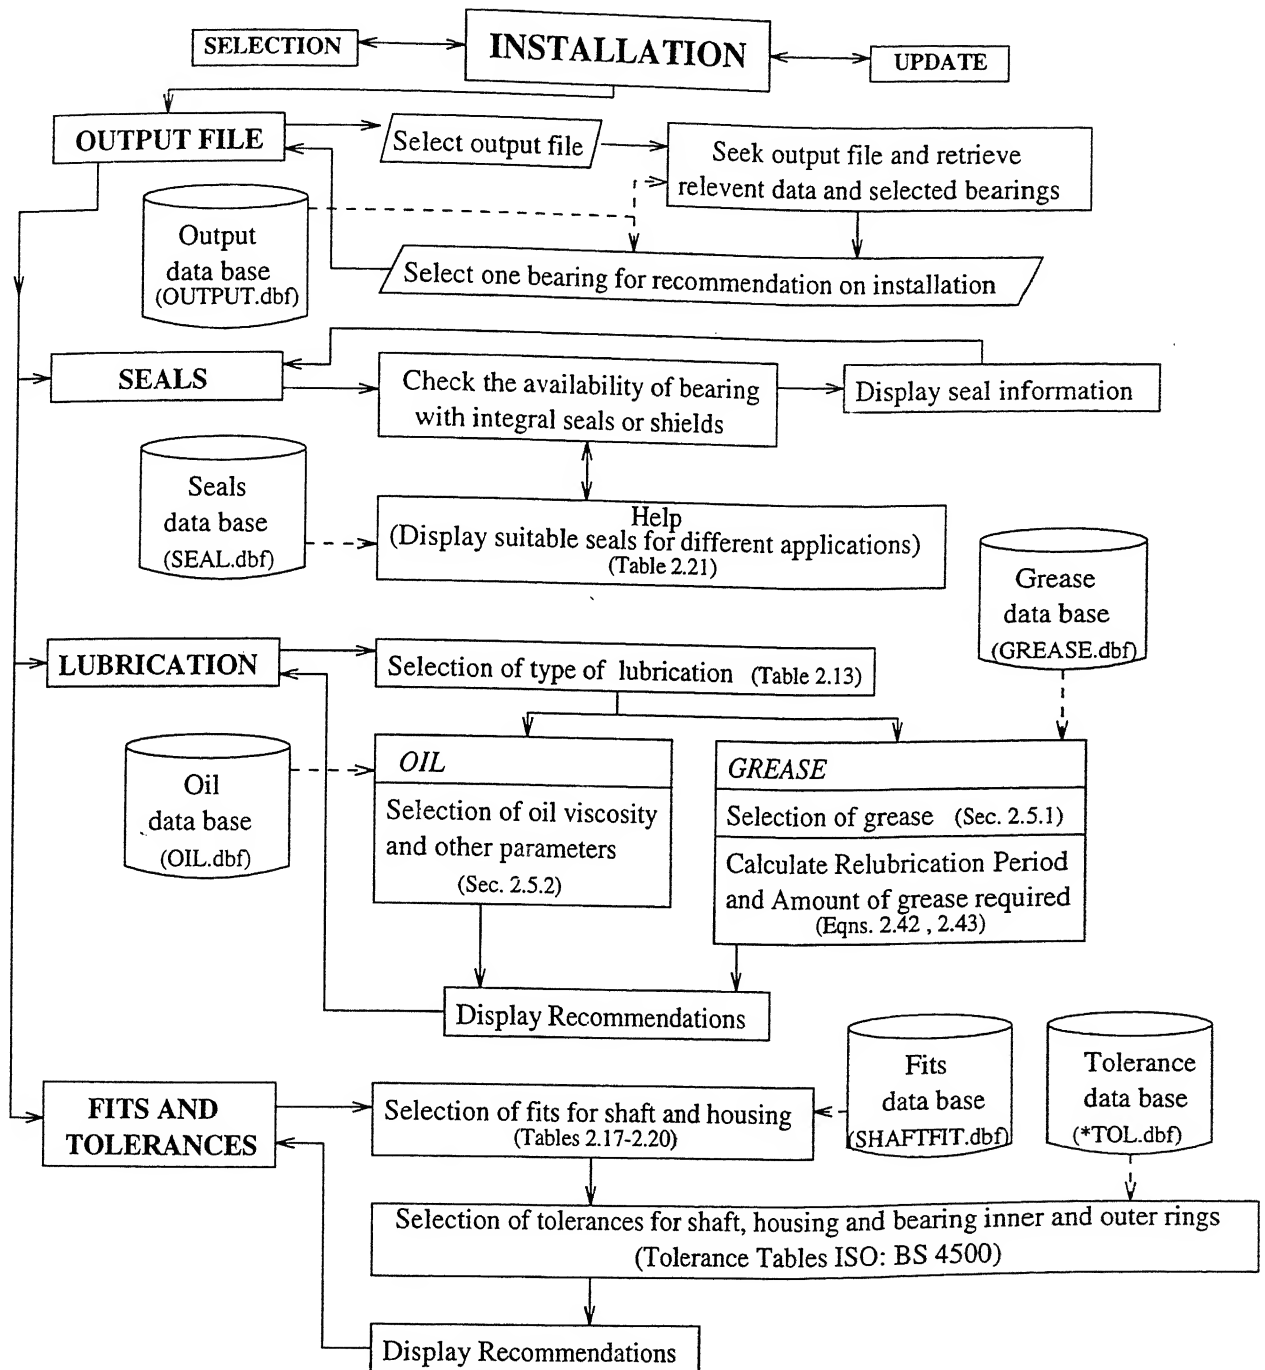 SELECTION
INSTALLATION
UPDATE
OUTPUT FILE
Select output file
Seek output file and retrieve
relevent data and selected bearings
Output
data base
(OUTPUT.dbf)
Select one bearing for recommendation on installation
SEALS
Check the availability of bearing
with integral seals or shields
Display seal information
Seals
data base
(SEAL.dbf)
Help
(Display suitable seals for different applications)
(Table 2.21)
Grease
data base
(GREASE.dbf)
LUBRICATION
Selection of type of lubrication (Table 2.13)
Oil
data base
(OIL.dbf)
OIL
Selection of oil viscosity
and other parameters
(Sec. 2.5.2)
GREASE
Selection of grease (Sec. 2.5.1)
Calculate Relubrication Period
and Amount of grease required
(Eqns. 2.42 , 2.43)
Display Recommendations
FITS AND
TOLERANCES
Selection of fits for shaft and housing
(Tables 2.17-2.20)
Fits
data base
(SHAFTFIT.dbf)
Tolerance
data base
(*TOL.dbf)
Selection of tolerances for shaft, housing and bearing inner and outer rings
(Tolerance Tables ISO: BS 4500)
Display Recommendations